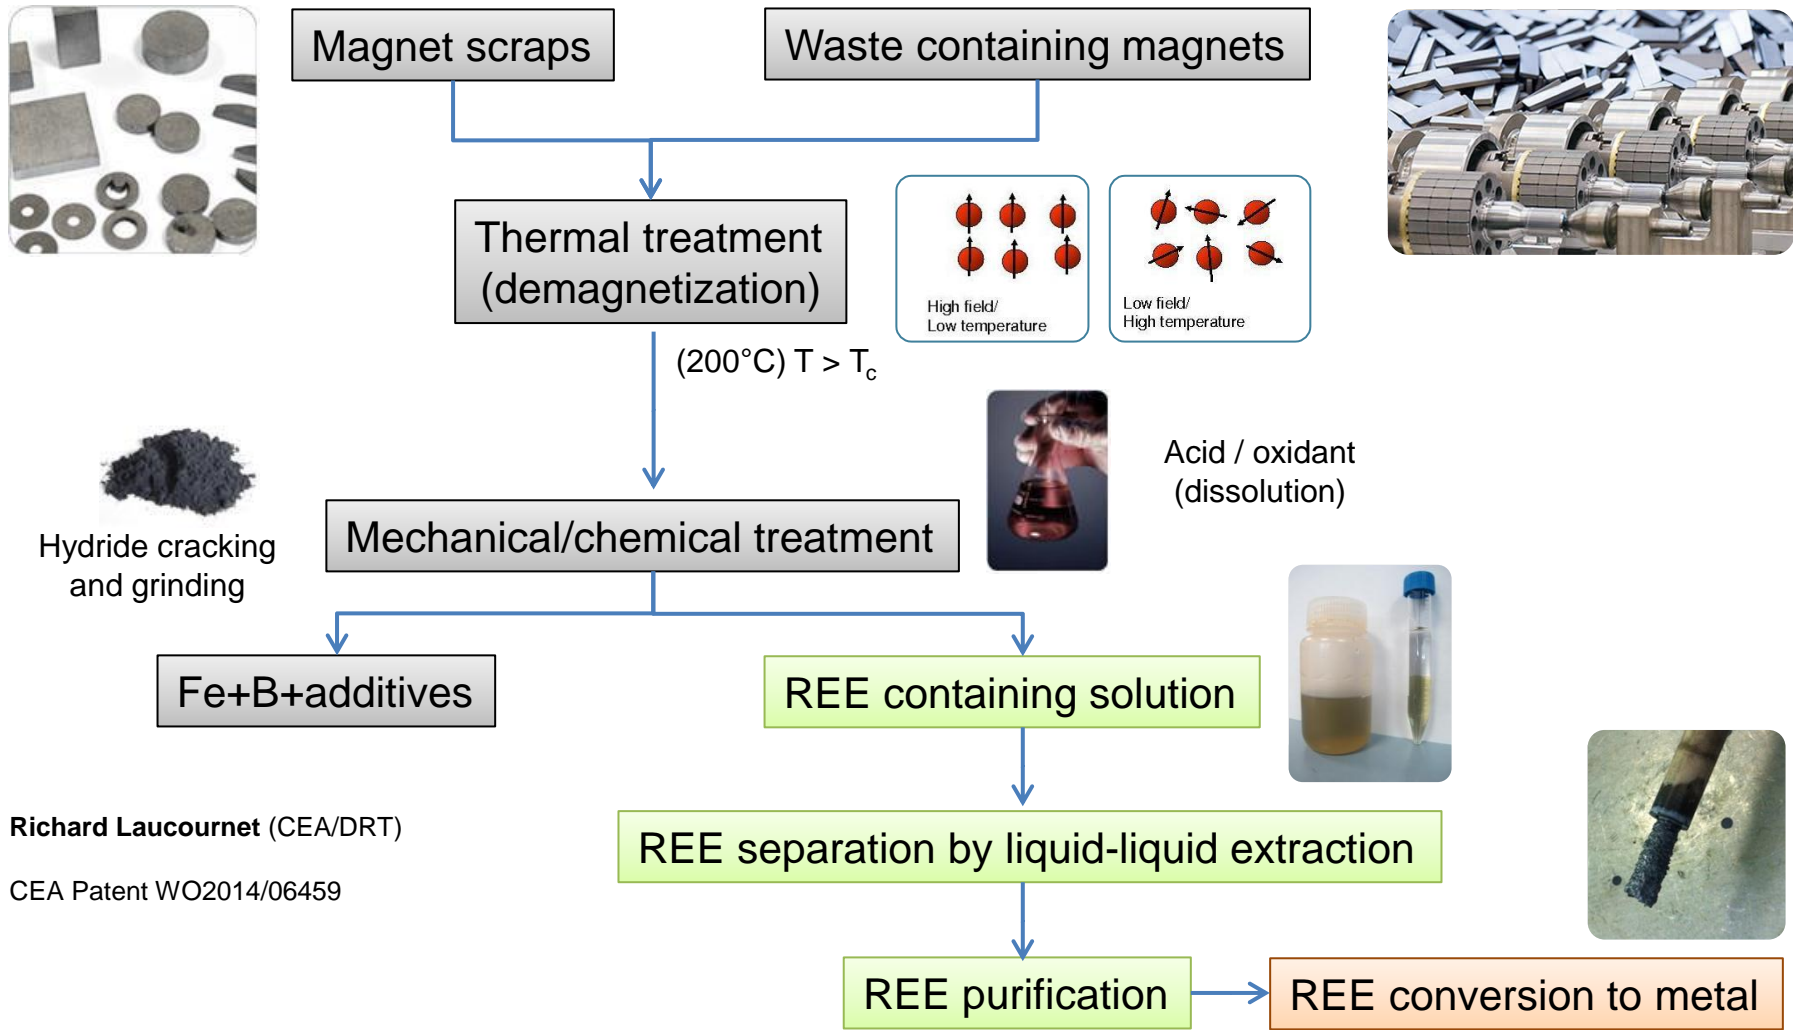 Magnet scraps
Waste containing magnets
Thermal treatment
(demagnetization)
High field/
Low temperature
Low field/
High temperature
(200°C) T > Tc
Acid / oxidant
(dissolution)
Hydride cracking
and grinding
Mechanical/chemical treatment
Fe+B+additives
REE containing solution
Richard Laucournet (CEA/DRT)
REE separation by liquid-liquid extraction
CEA Patent WO2014/06459
REE purification
REE conversion to metal